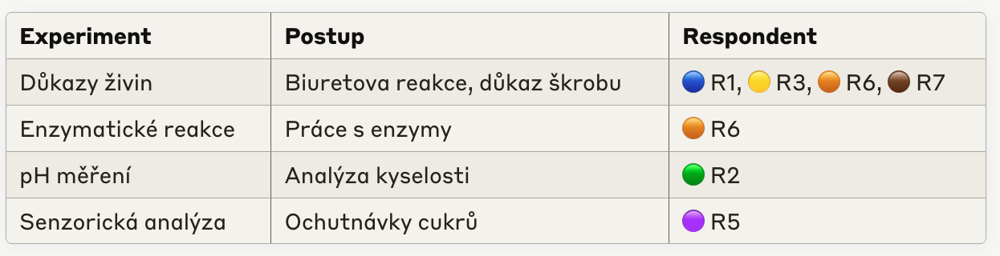 Experiment Postup Respondent
Důkazy živin Biuretova reakce, důkaz škrobu 🔵 R1, 🟡 R3, 🟠 R6, 🟤 R7
Enzymatické reakce Práce s enzymy 🟠 R6
pH měření Analýza kyselosti 🟢 R2
Senzorická analýza Ochutnávky cukrů 🟣 R5